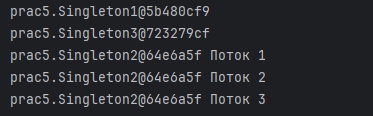 prac5.Singleton1@5b480cf9
prac5.Singleton3@723279cf
prac5.Singleton2@64e6a5f Поток 1
prac5.Singleton2@64e6a5f Поток 2
prac5.Singleton2@64e6a5f Поток 3